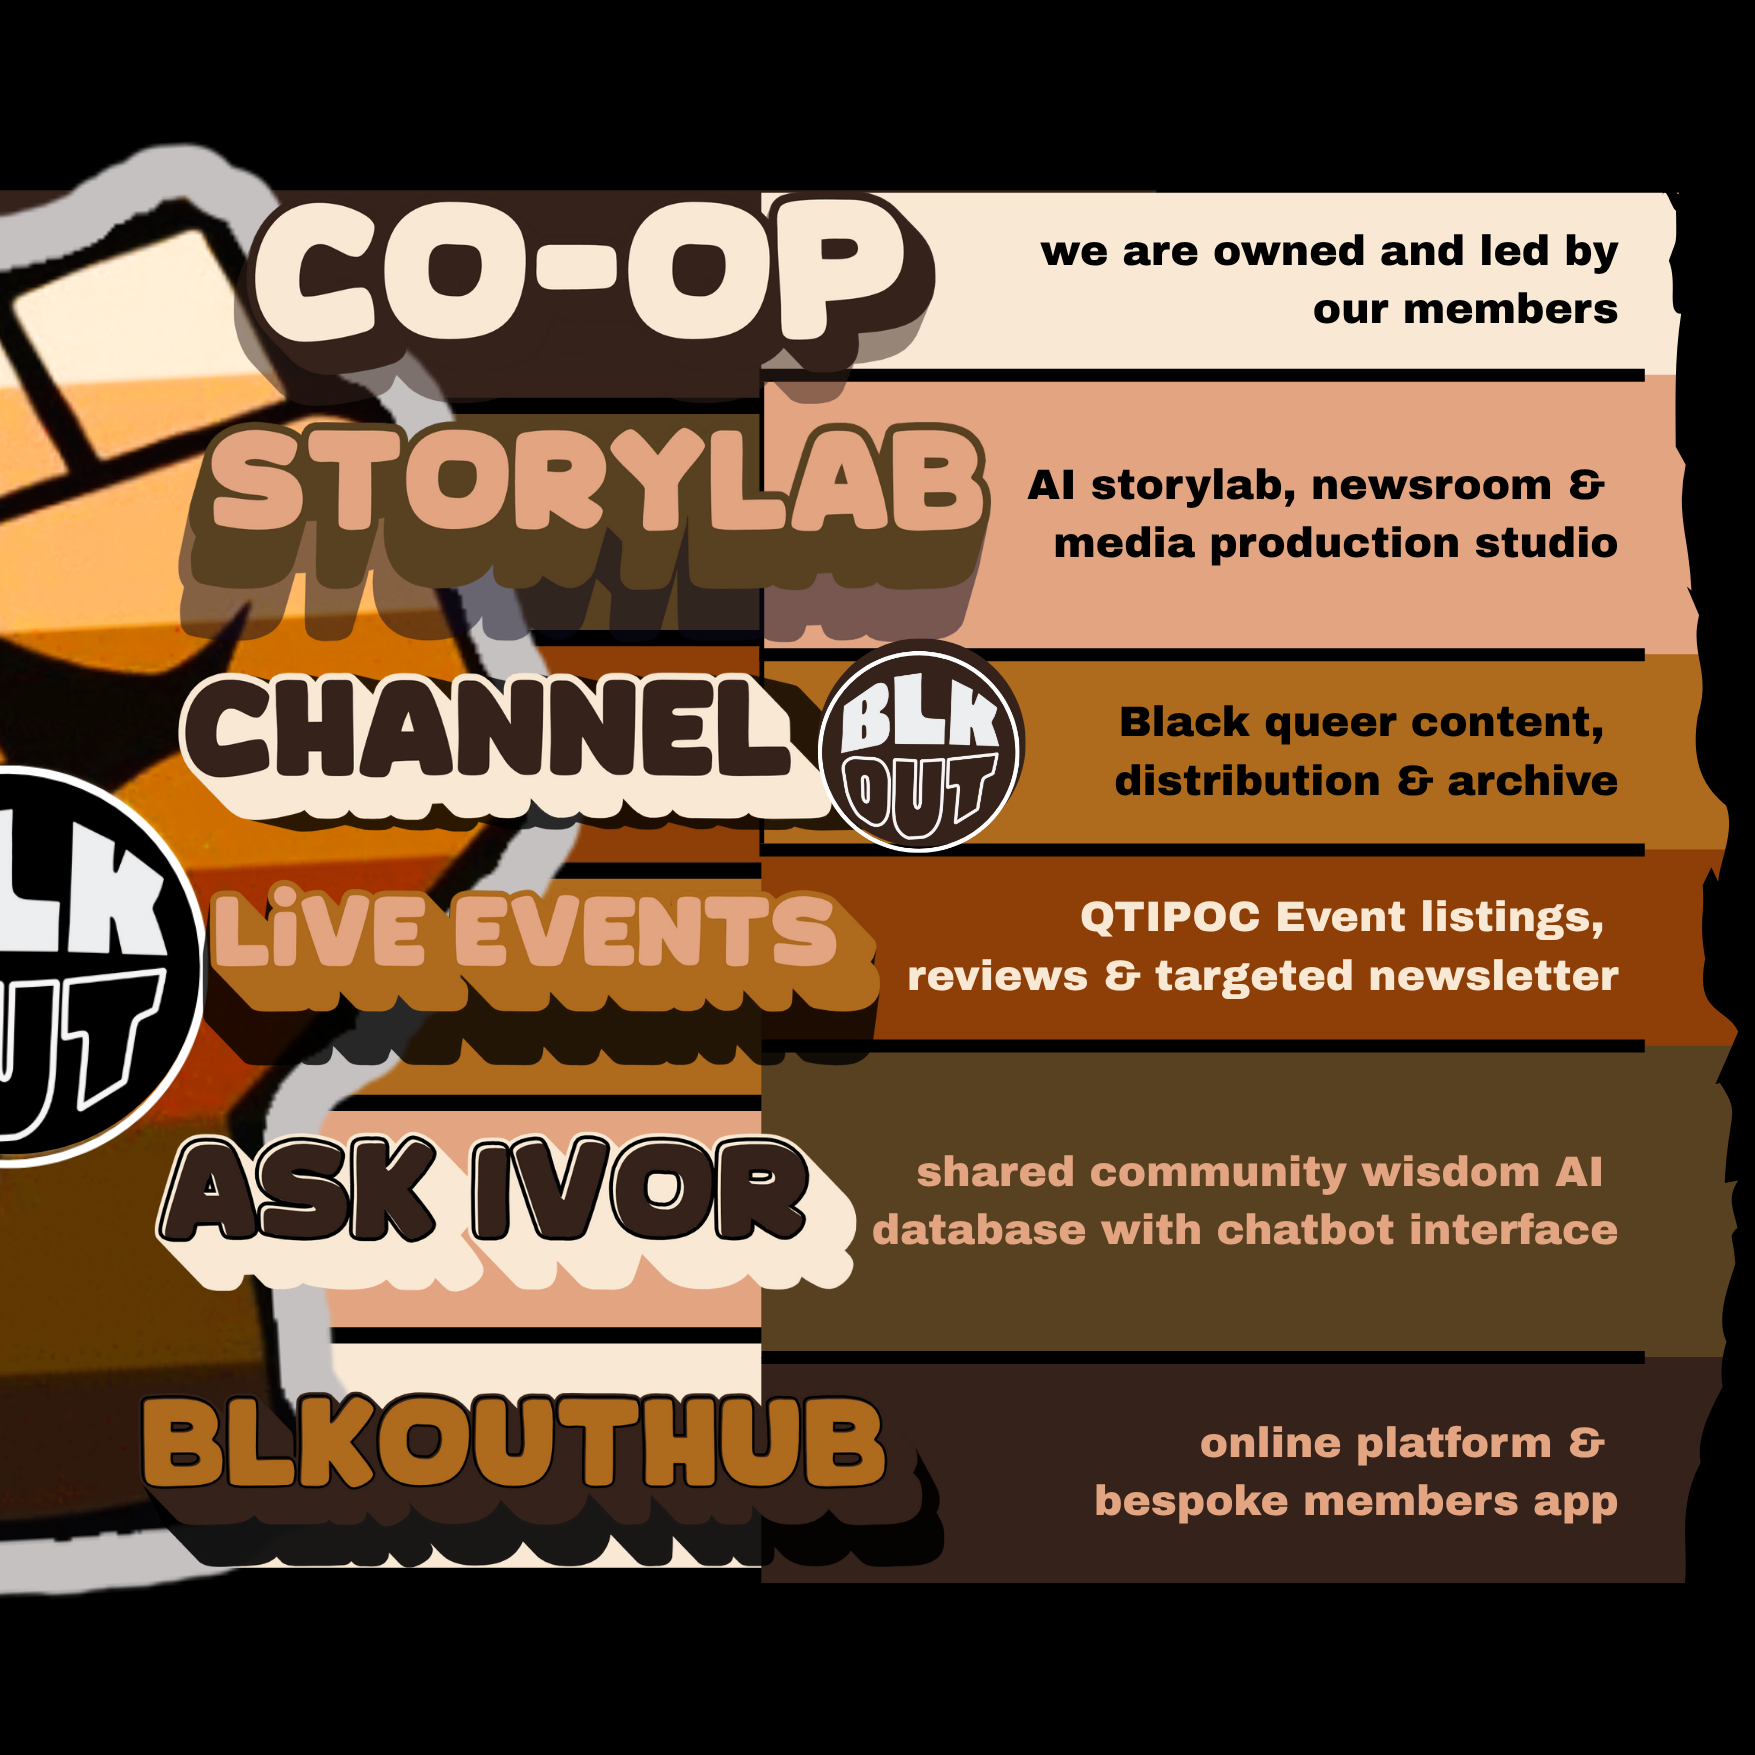 CO-OP
we are owned and led by
our members
STORYLAB
AI storylab, newsroom &
media production studio
CHANNEL
BLK
OUT
Black queer content,
distribution & archive
LK
UT
LiVE EVENTS
QTIPOC Event listings,
reviews & targeted newsletter
ASK IVOR
shared community wisdom AI
database with chatbot interface
BLKOUTHUB
online platform &
bespoke members app